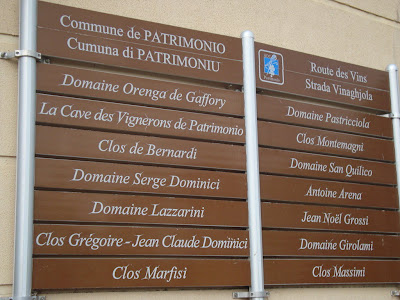 Commune de PATRIMONIO
Cumuna di PATRIMONIU
Domaine Orenga de Gaffory
La Cave des Vignerons de Patrimonio
Clos de Bernardi
Domaine Serge Dominici
Domaine Lazzarini
Clos Grégoire - Jean Claude Dominici
Clos Marfisi
Route des Vins
Strada Vinaghjola
Domaine Pastricciola
Clos Montemagni
Domaine San Quilico
Antoine Arena
Jean Noël Grossi
Domaine Girolami
Clos Massimi